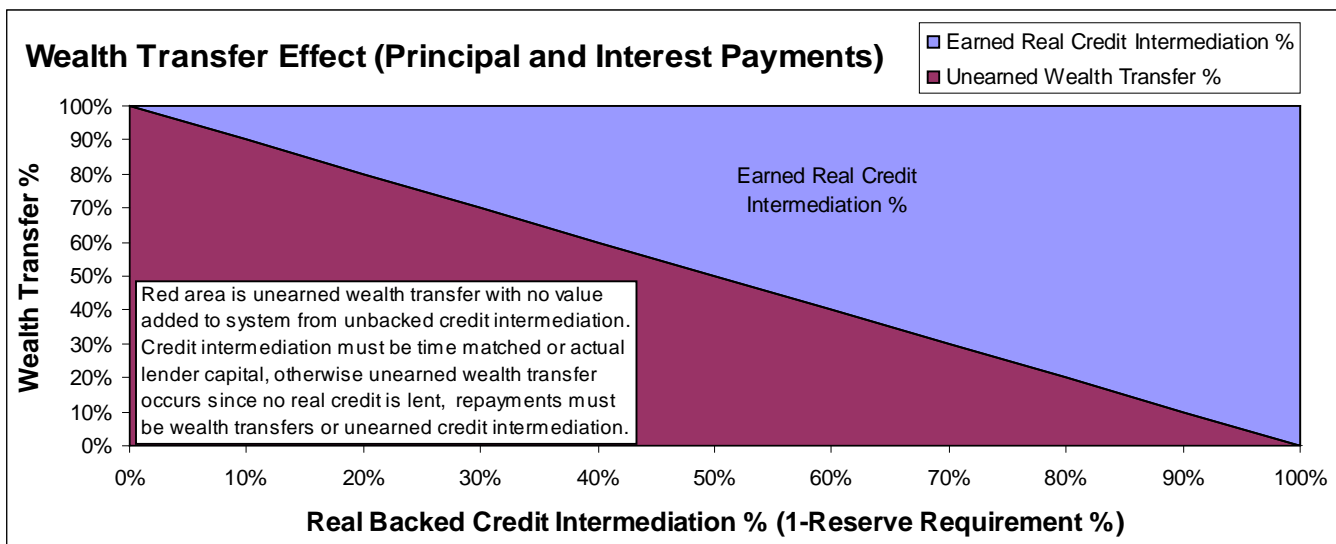 Wealth Transfer Effect (Principal and Interest Payments)
Earned Real Credit Intermediation %
Unearned Wealth Transfer %
Wealth Transfer %
100%
90%
80%
70%
60%
50%
40%
30%
20%
10%
0%
Earned Real Credit
Intermediation %
Red area is unearned wealth transfer with no value
added to system from unbacked credit intermediation.
Credit intermediation must be time matched or actual
lender capital, otherwise unearned wealth transfer
occurs since no real credit is lent, repayments must
be wealth transfers or unearned credit intermediation.
0% 10% 20% 30% 40% 50% 60% 70% 80% 90% 100%
Real Backed Credit Intermediation % (1-Reserve Requirement %)